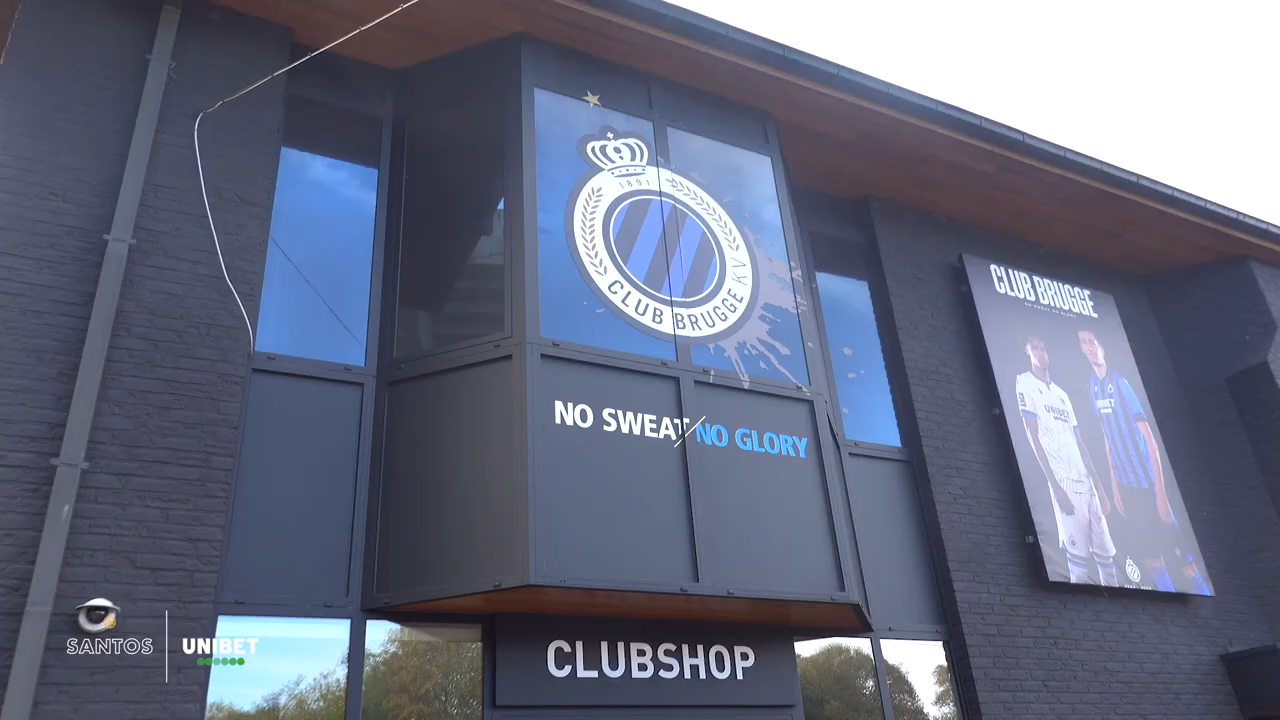 1891
CLUB BRUGGE KV
NO SWEAT/NO GLORY
CLUBSHOP
CLUB BRUGGE
NO SWEAT NO GLORY
UNIBET
UNIBET
SANTOS
UNIBET